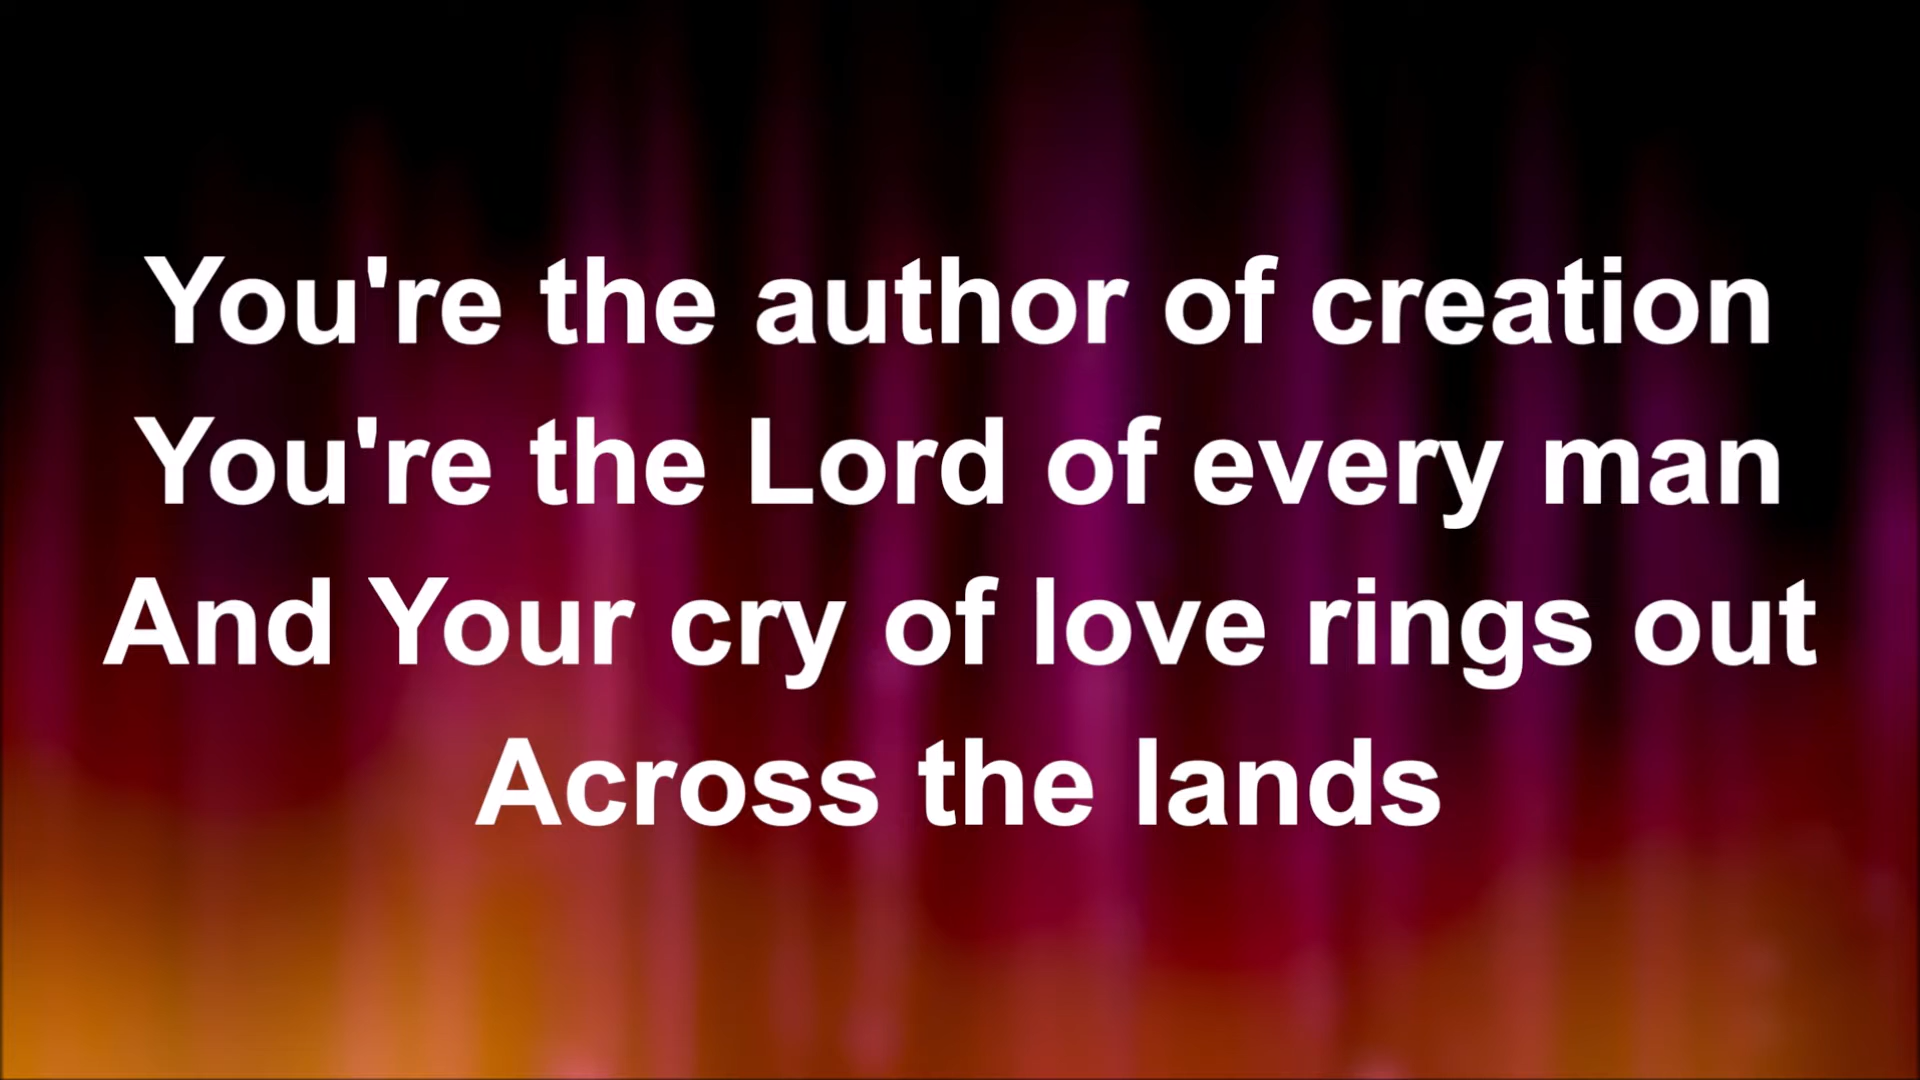 You're the author of creation
You're the Lord of every man
And Your cry of love rings out
Across the lands